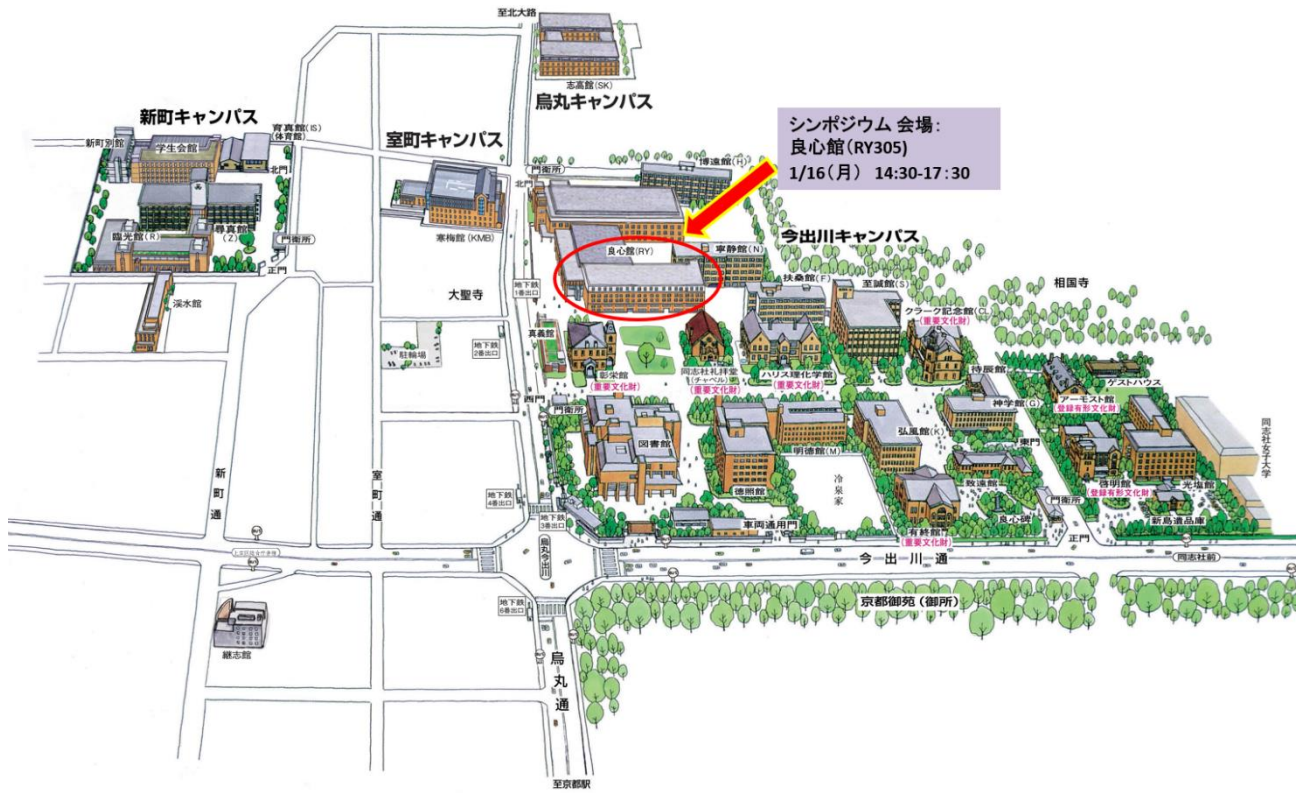 至北大路
志高館(SK)
烏丸キャンパス
新町キャンパス
育真館(IS)
(体育館)
新町別館
学生会館
北門
室町キャンパス
シンポジウム 会場:
良心館(RY305)
1/16(月) 14:30-17:30
門衛所
博遠館(H)
北門
臨光館(R)
尋真館
(Z)
門衛所
正門
寒梅館(KMB)
良心館(RY)
寧静館(N)
今出川キャンパス
扶桑館(F)
至誠館(S)
相国寺
クラーク記念館(CL)
(重要文化財)
渓水館
大聖寺
地下鉄
1番出口
真義館
駐輪場
地下鉄
2番出口
彰栄館
(重要文化財)
同志社礼拝堂
(チャペル)
(重要文化財)
ハリス理化学館
(重要文化財)
待辰館
ゲストハウス
アーモスト館
(登録有形文化財)
神学館(G)
西門
門衛所
図書館
明徳館(M)
弘風館(K)
東門
同志社女子大学
新町通
室町通
地下鉄
4番出口
徳照館
冷泉家
致遠館
啓明館
(登録有形文化財)
光塩館
門衛所
良心碑
新島遺品庫
地下鉄
3番出口
車両通用門
有終館
(重要文化財)
正門
烏丸今出川
今出川通
同志社前
地下鉄
6番出口
京都御苑(御所)
継志館
烏丸通
至京都駅